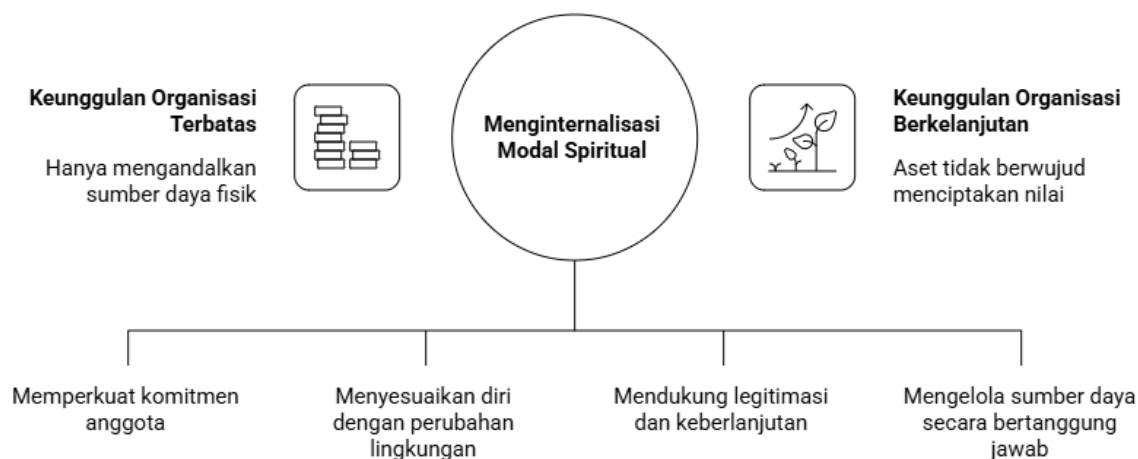 Keunggulan Organisasi
Terbatas
Hanya mengandalkan
sumber daya fisik
Menginternalisasi
Modal Spiritual
Keunggulan Organisasi
Berkelanjutan
Aset tidak berwujud
menciptakan nilai
Memperkuat komitmen
anggota
Menyesuaikan diri
dengan perubahan
lingkungan
Mendukung legitimasi
dan keberlanjutan
Mengelola sumber daya
secara bertanggung
jawab